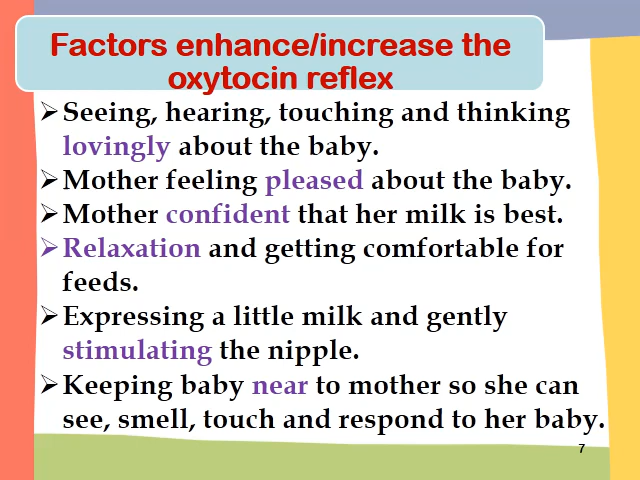 Factors enhance/increase the
oxytocin reflex
➢Seeing, hearing, touching and thinking
lovingly about the baby.
➢Mother feeling pleased about the baby.
➢Mother confident that her milk is best.
➢Relaxation and getting comfortable for
feeds.
➢Expressing a little milk and gently
stimulating the nipple.
➢Keeping baby near to mother so she can
see, smell, touch and respond to her baby.
7